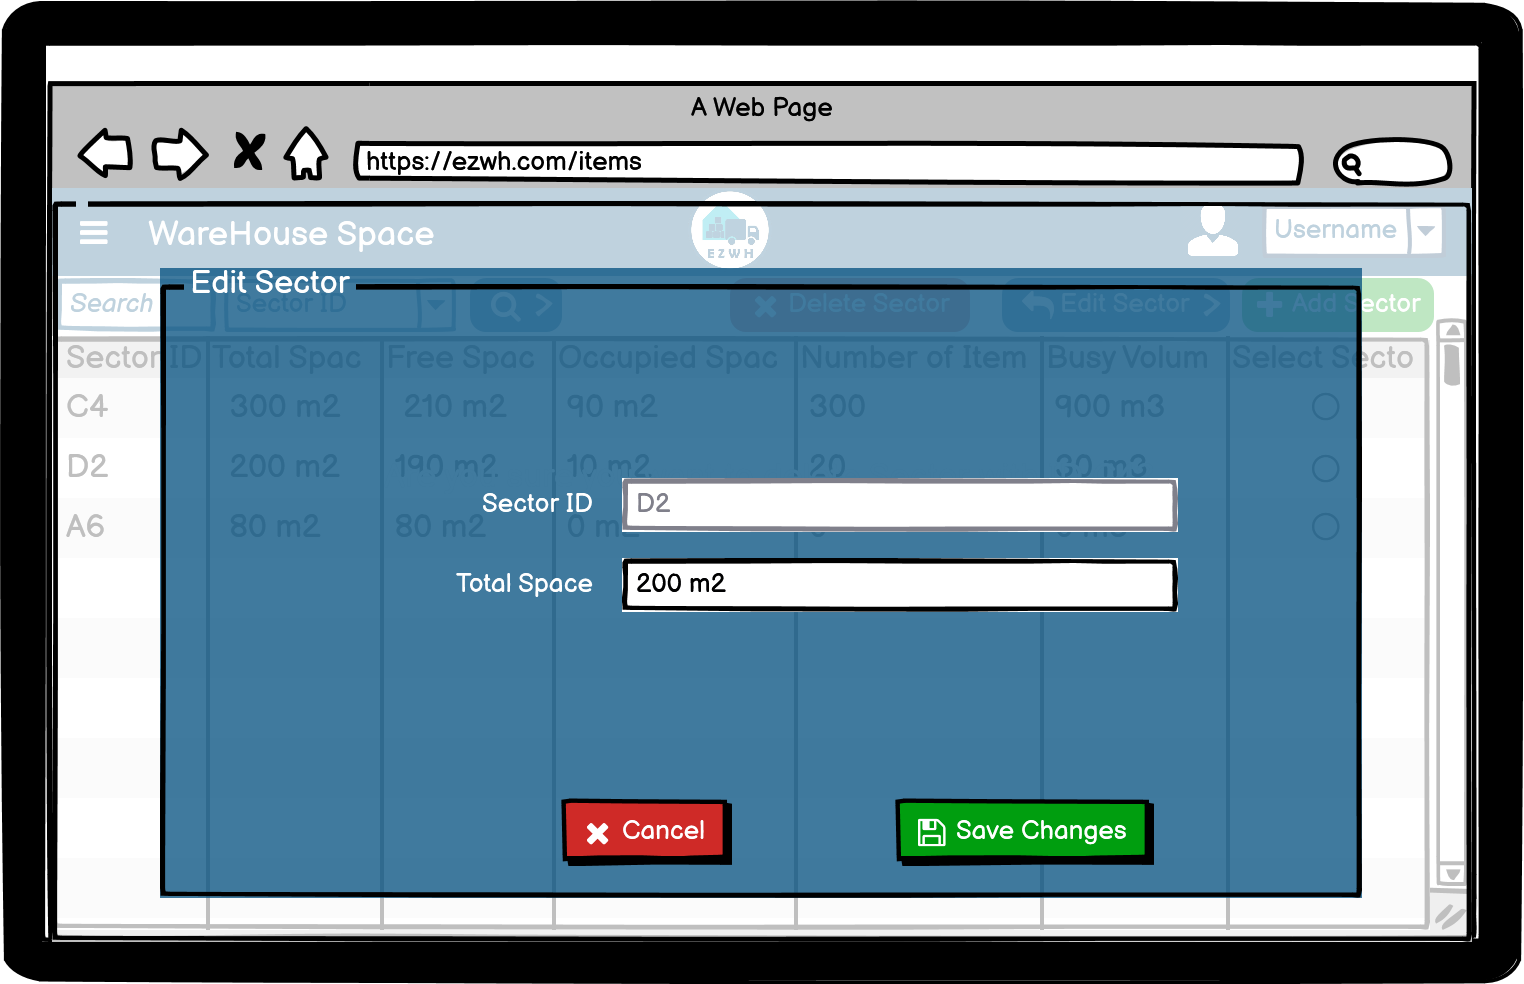 A Web Page
https://ezwh.com/items
WareHouse Space
EZWH
Username
Edit Sector
Search
Sector ID
Delete Sector
Edit Sector
Add Sector
Sector ID Total Spac Free Spac Occupied Spac Number of Item Busy Volum Select Secto
C4 300 m2 210 m2 90 m2 300 900 m3
D2 200 m2 190 m2 10 m2 20 30 m3
A6 80 m2 80 m2 0 m2 0 0 m3
Sector ID D2
Total Space 200 m2
Cancel
Save Changes